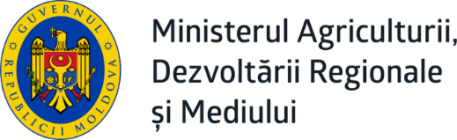 GUVERNUL
REPUBLICII MOLDOVA
Ministerul Agriculturii,
Dezvoltării Regionale
și Mediului